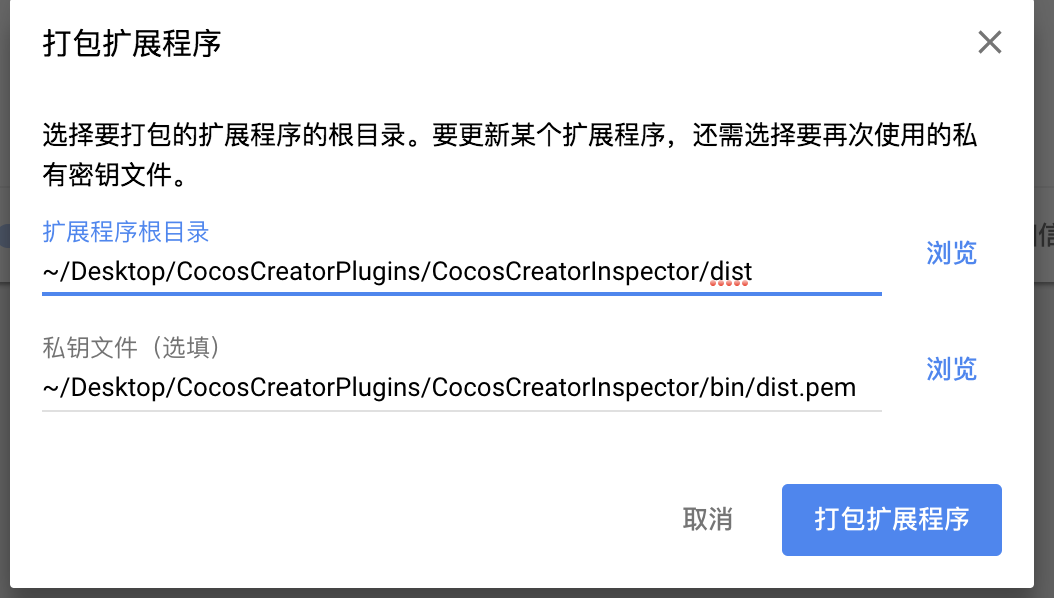 打包扩展程序
选择要打包的扩展程序的根目录。要更新某个扩展程序，还需选择要再次使用的私
有密钥文件。
扩展程序根目录
~/Desktop/CocosCreatorPlugins/CocosCreatorInspector/dist
浏览
私钥文件（选填）
~/Desktop/CocosCreatorPlugins/CocosCreatorInspector/bin/dist.pem
浏览
取消
打包扩展程序